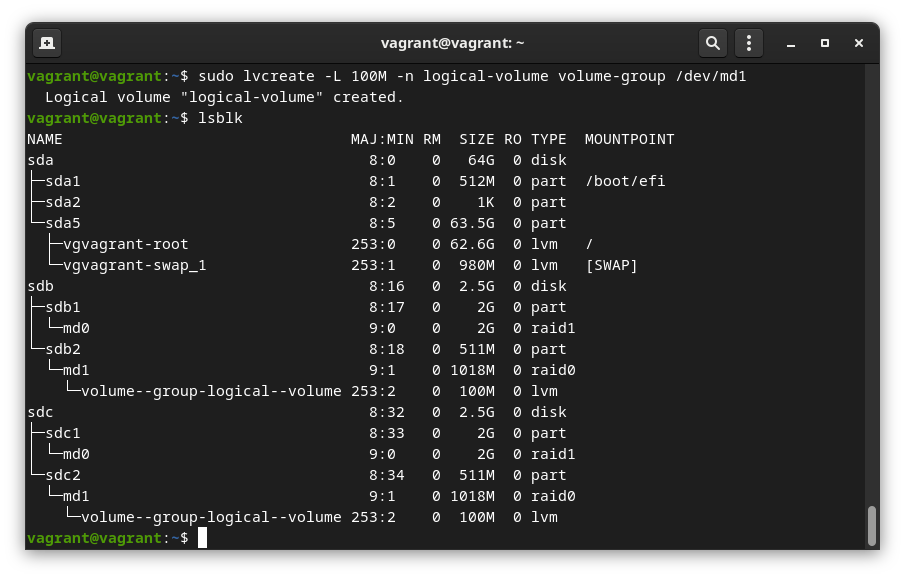 vagrant@vagrant: ~
vagrant@vagrant:~$ sudo lvcreate -L 100M -n logical-volume volume-group /dev/md1
  Logical volume "logical-volume" created.
vagrant@vagrant:~$ lsblk
NAME                                MAJ:MIN RM  SIZE RO TYPE  MOUNTPOINT
sda                                   8:0    0   64G  0 disk
├─sda1                                8:1    0  512M  0 part  /boot/efi
├─sda2                                8:2    0    1K  0 part
└─sda5                                8:5    0 63.5G  0 part
  ├─vgvagrant-root                  253:0    0 62.6G  0 lvm   /
  └─vgvagrant-swap_1                253:1    0  980M  0 lvm   [SWAP]
sdb                                   8:16   0  2.5G  0 disk
├─sdb1                                8:17   0    2G  0 part
│ └─md0                               9:0    0    2G  0 raid1
└─sdb2                                8:18   0  511M  0 part
  └─md1                               9:1    0 1018M  0 raid0
    └─volume--group-logical--volume 253:2    0  100M  0 lvm
sdc                                   8:32   0  2.5G  0 disk
├─sdc1                                8:33   0    2G  0 part
│ └─md0                               9:0    0    2G  0 raid1
└─sdc2                                8:34   0  511M  0 part
  └─md1                               9:1    0 1018M  0 raid0
    └─volume--group-logical--volume 253:2    0  100M  0 lvm
vagrant@vagrant:~$